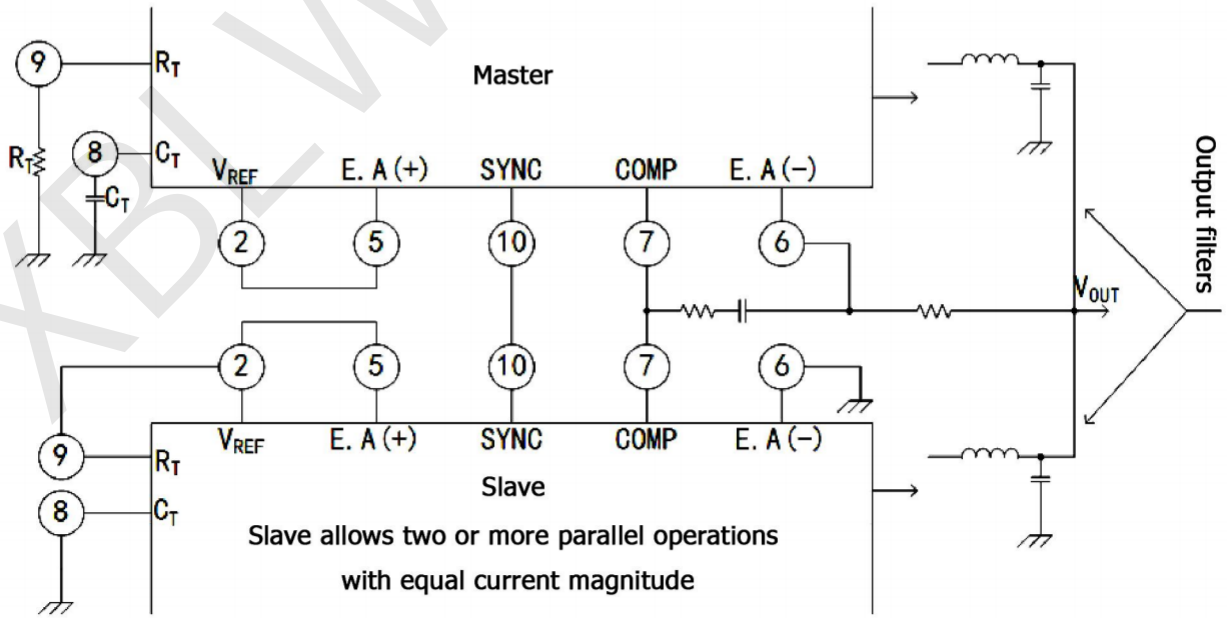 XBLW
9
R_T
Master
R_T
8
C_T
C_T
V_REF
E. A (+)
SYNC
COMP
E. A (-)
2
5
10
7
6
Output filters
V_OUT
2
5
10
7
6
V_REF
E. A (+)
SYNC
COMP
E. A (-)
9
R_T
8
C_T
Slave
Slave allows two or more parallel operations
with equal current magnitude